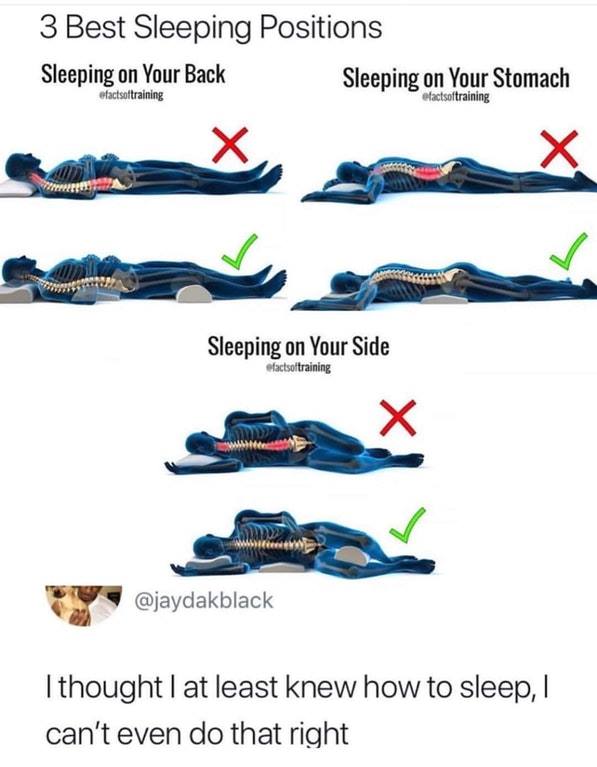 3 Best Sleeping Positions
Sleeping on Your Back
@factsoftraining
Sleeping on Your Stomach
@factsoftraining
Sleeping on Your Side
@factsoftraining
@jaydakblack
I thought I at least knew how to sleep, I
can't even do that right